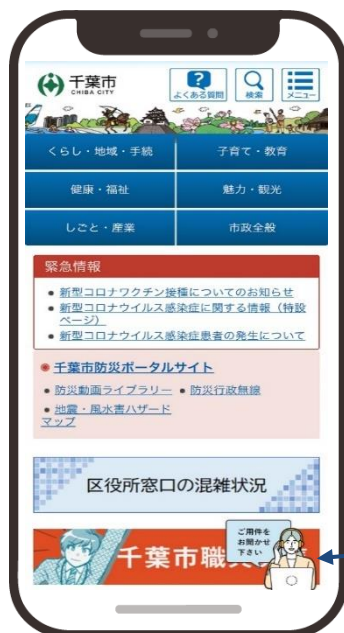 千葉市
CHIBA CITY
よくある質問
検索
メニュー
くらし・地域・手続
子育て・教育
健康・福祉
魅力・観光
しごと・産業
市政全般
緊急情報
新型コロナワクチン接種についてのお知らせ
新型コロナウイルス感染症に関する情報（特設
ページ）
新型コロナウイルス感染症患者の発生について
千葉市防災ポータルサイト
防災動画ライブラリー
防災行政無線
地震・風水害ハザード
マップ
区役所窓口の混雑状況
千葉市職
ご用件を
お聞かせ
下さい